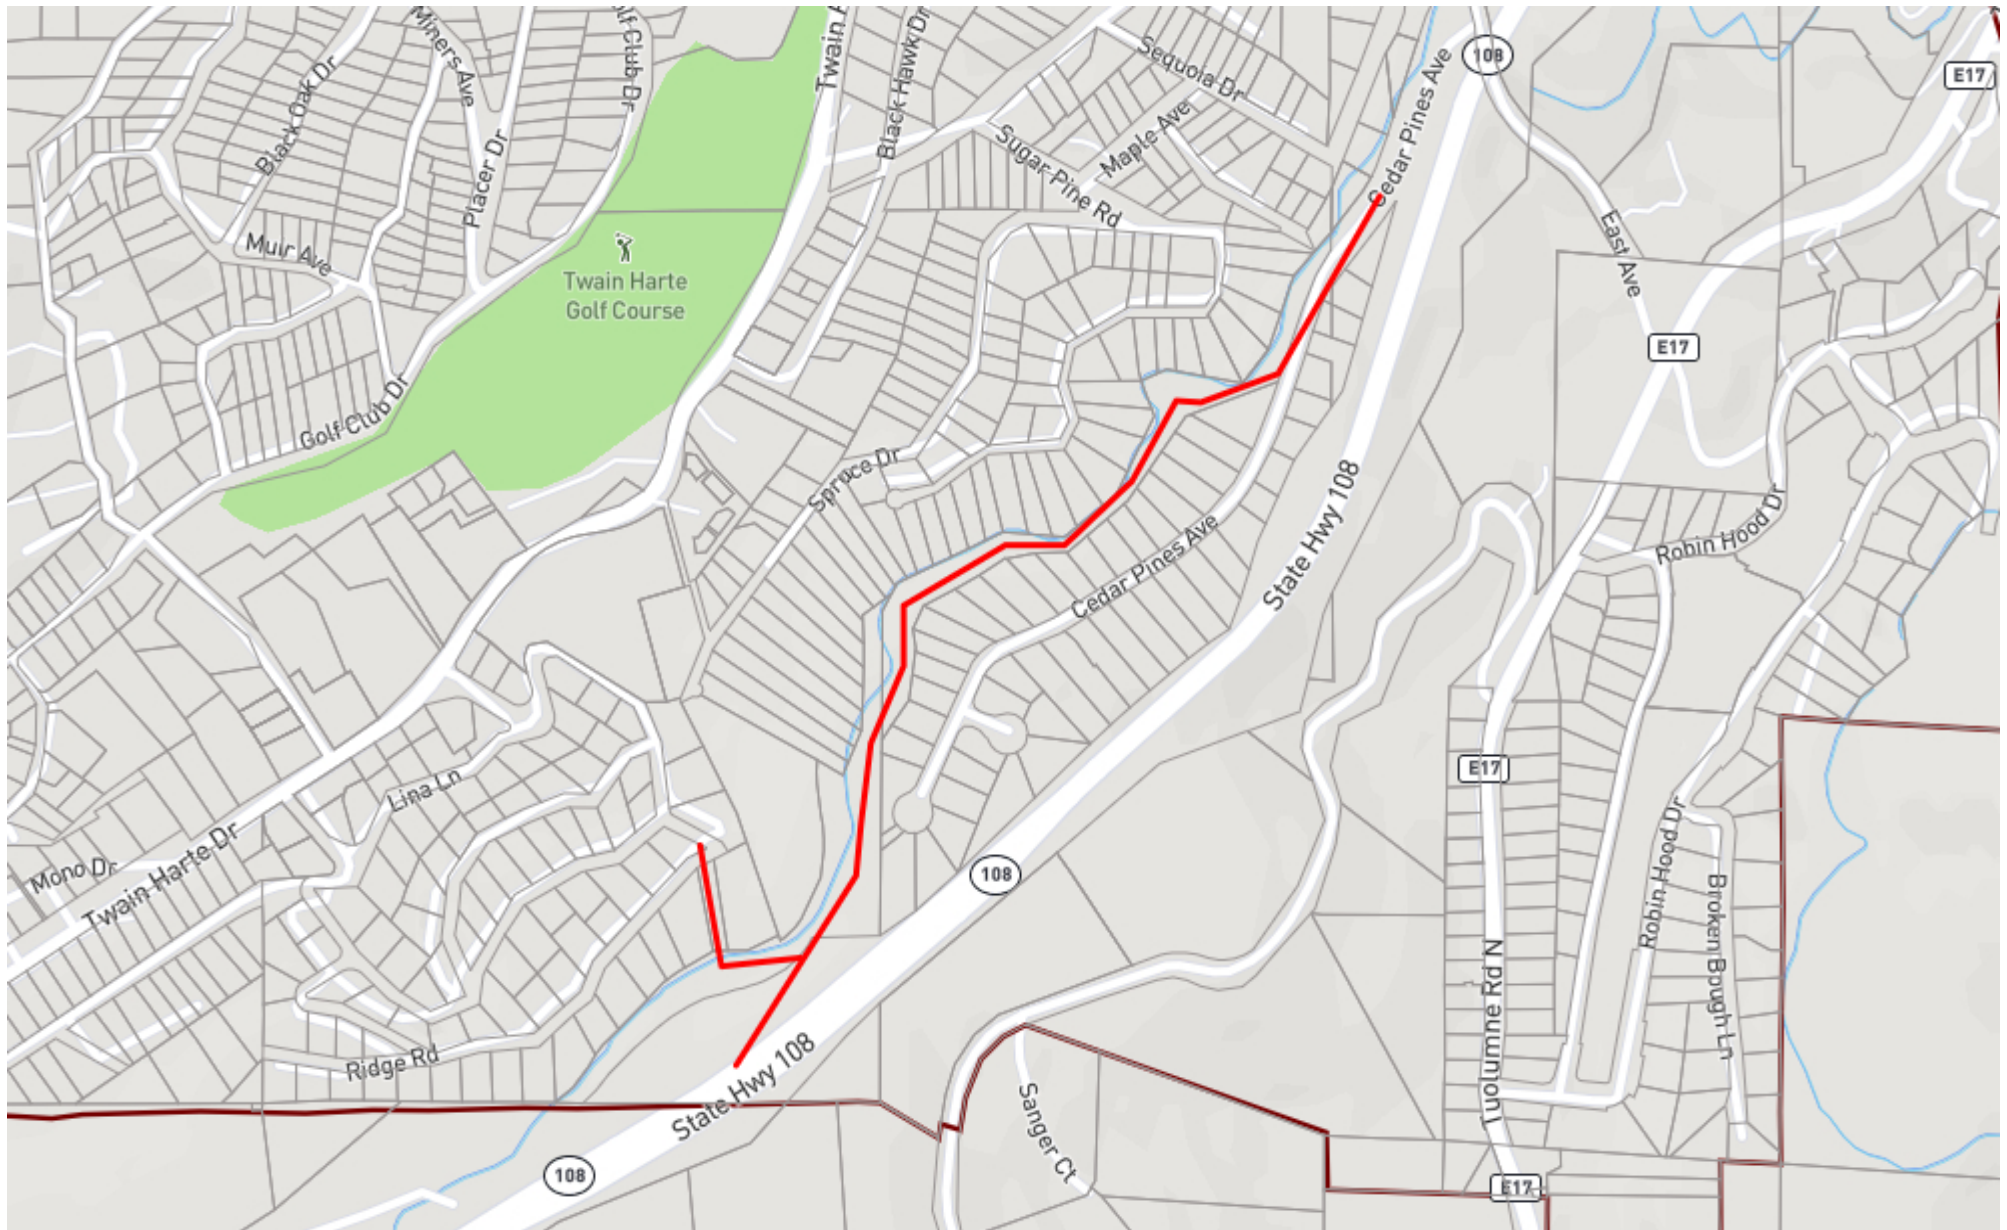 Miners Ave
Golf Club Dr
Twain
Black Hawk Dr
Sequoia Dr
Cedar Pines Ave
108
E17
Black Oak Dr
Placer Dr
Sugar Pine Rd
Maple Ave
Cedar Pines Ave
Muir Ave
Twain Harte
Golf Course
East Ave
E17
Golf Club Dr
Spruce Dr
State Hwy 108
Robin Hood Dr
Cedar Pines Ave
Lina Ln
E17
Mono Dr
Twain Harte Dr
108
Robin Hood Dr
Broken Bough Ln
Tuolumne Rd N
Ridge Rd
State Hwy 108
Sanger Ct
108
E17